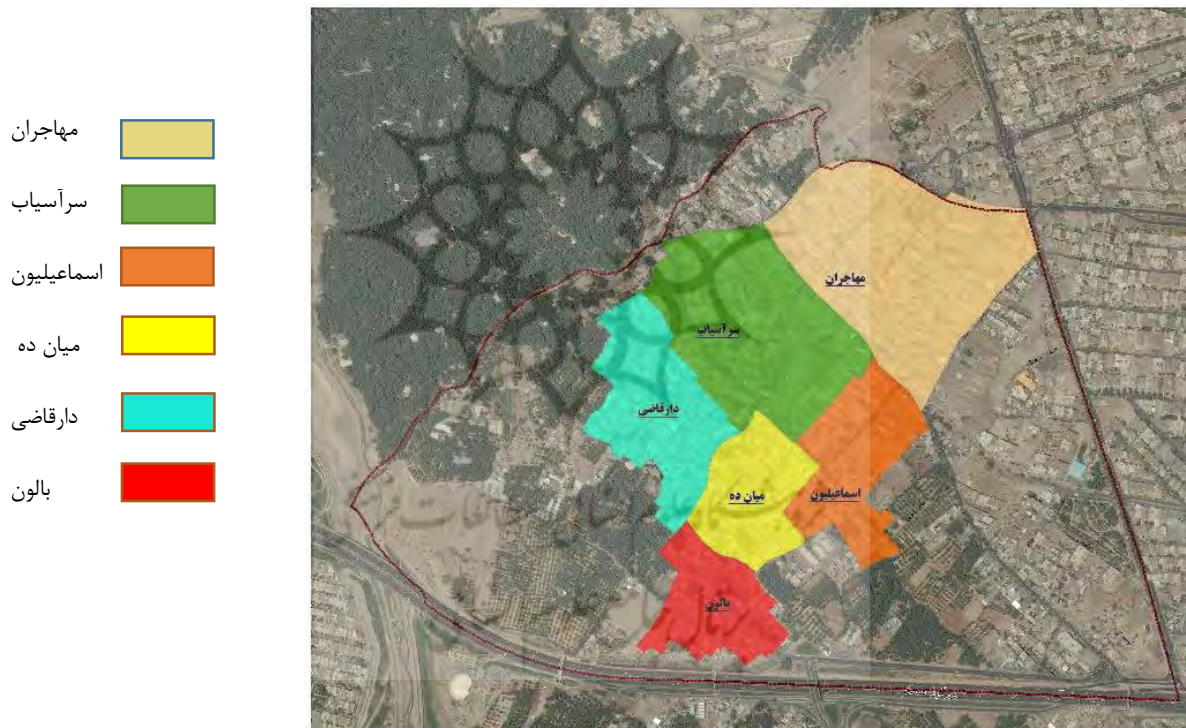 مهاجران
سرآسیاب
اسماعیلیون
میان ده
دارقاضی
بالون
مهاجران
سرآسیاب
دارقاضی
میان ده
اسماعیلیون
بالون